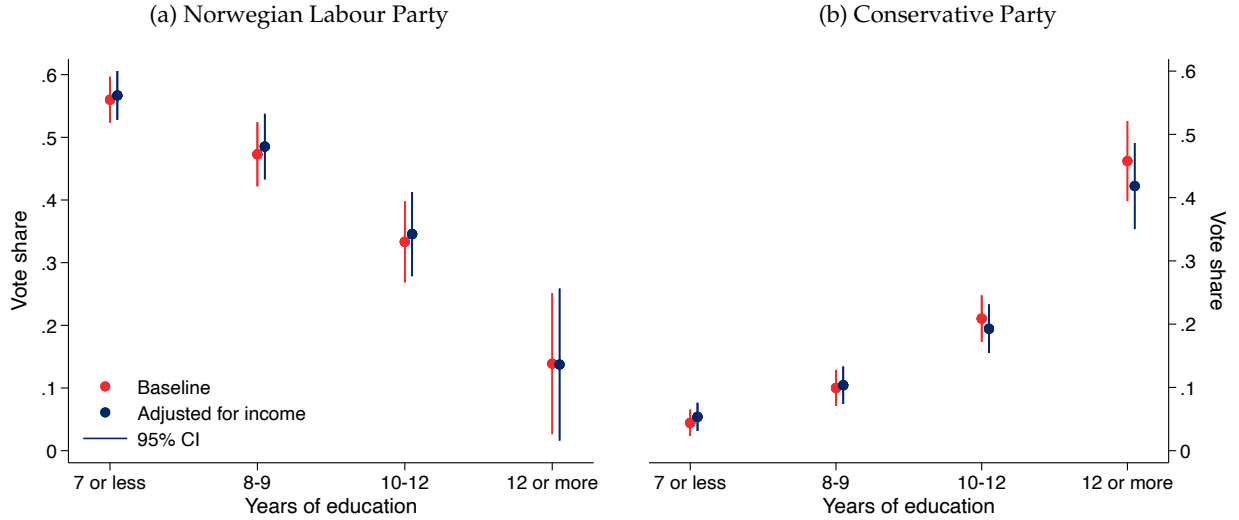 (a) Norwegian Labour Party
.6
.5
.4
.3
.2
.1
0
Vote share
Baseline
Adjusted for income
95% CI
7 or less 8-9 10-12 12 or more
Years of education
(b) Conservative Party
.6
.5
.4
.3
.2
.1
0
Vote share
7 or less 8-9 10-12 12 or more
Years of education